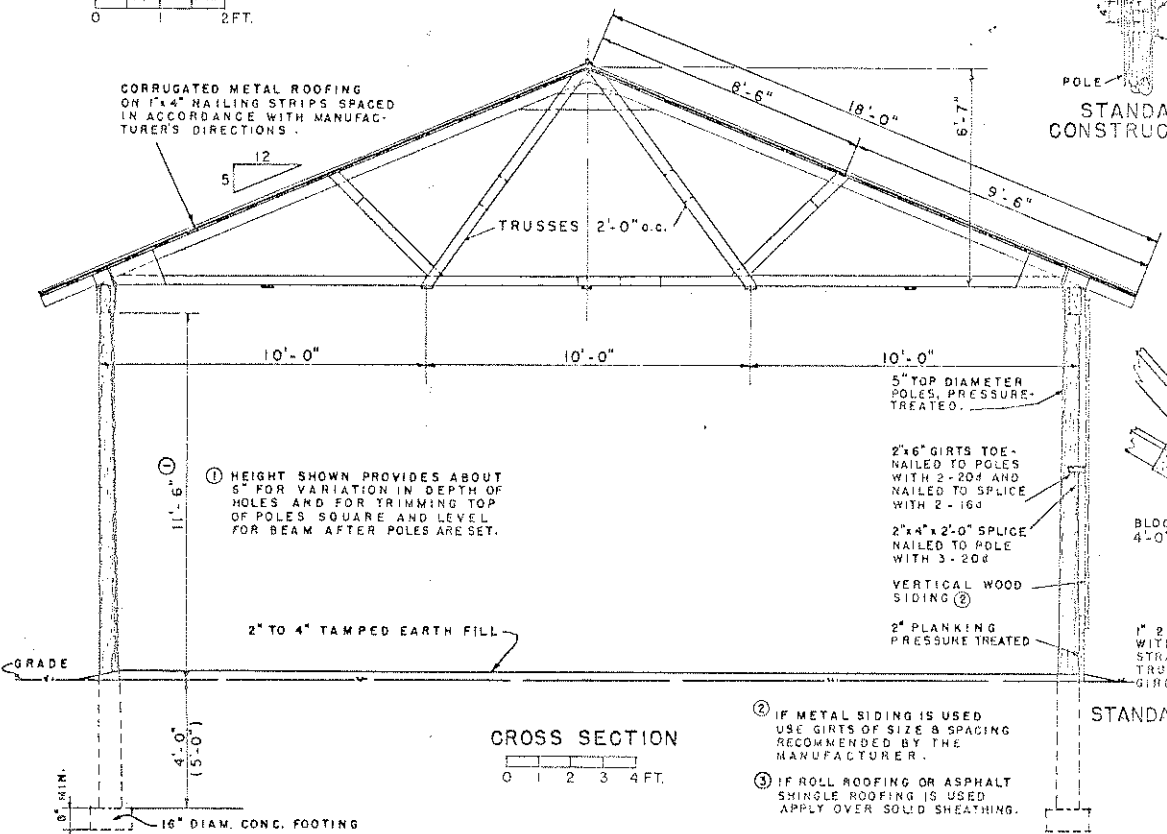 0 1 2 FT.
CORRUGATED METAL ROOFING
ON 1"x4" NAILING STRIPS SPACED
IN ACCORDANCE WITH MANUFAC-
TURER'S DIRECTIONS.
12
5
8'-6"
18'-0"
9'-6"
6'-7"
POLE
STANDA
CONSTRUC
TRUSSES 2'-0" o.c.
10'-0"
10'-0"
10'-0"
5" TOP DIAMETER
POLES, PRESSURE-
TREATED.
11'-6" ①
① HEIGHT SHOWN PROVIDES ABOUT
6" FOR VARIATION IN DEPTH OF
HOLES AND FOR TRIMMING TOP
OF POLES SQUARE AND LEVEL
FOR BEAM AFTER POLES ARE SET.
2"x6" GIRTS TOE-
NAILED TO POLES
WITH 2-20d AND
NAILED TO SPLICE
WITH 2-16d
2"x4"x2'-0" SPLICE
NAILED TO POLE
WITH 3-20d
VERTICAL WOOD
SIDING ②
2" PLANKING
PRESSURE TREATED
BLOC
4'-0"
2" TO 4" TAMPED EARTH FILL
GRADE
1" 2
WITH
STRA
TRU
GIRD
STANDA
4'-0"
(5'-0")
8" MIN.
16" DIAM. CONC. FOOTING
CROSS SECTION
0 1 2 3 4 FT.
② IF METAL SIDING IS USED
USE GIRTS OF SIZE & SPACING
RECOMMENDED BY THE
MANUFACTURER.
③ IF ROLL ROOFING OR ASPHALT
SHINGLE ROOFING IS USED
APPLY OVER SOLID SHEATHING.